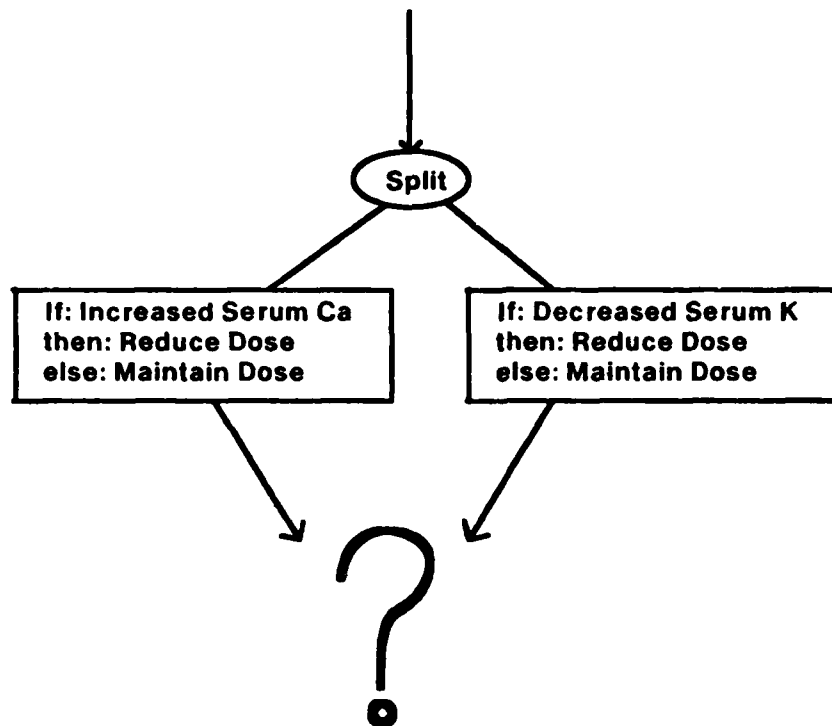 Split
If: Increased Serum Ca
then: Reduce Dose
else: Maintain Dose
If: Decreased Serum K
then: Reduce Dose
else: Maintain Dose
?